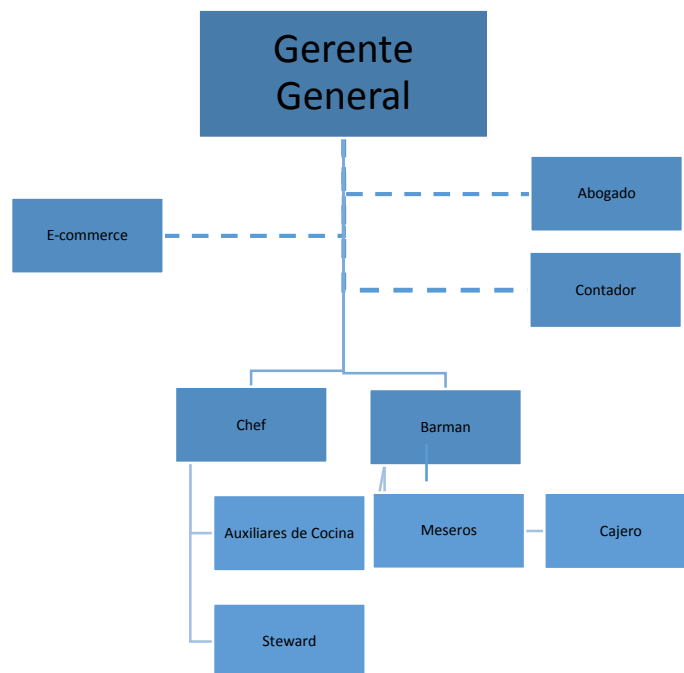 Gerente
General
Abogado
E-commerce
Contador
Chef
Barman
Auxiliares de Cocina
Meseros
Cajero
Steward